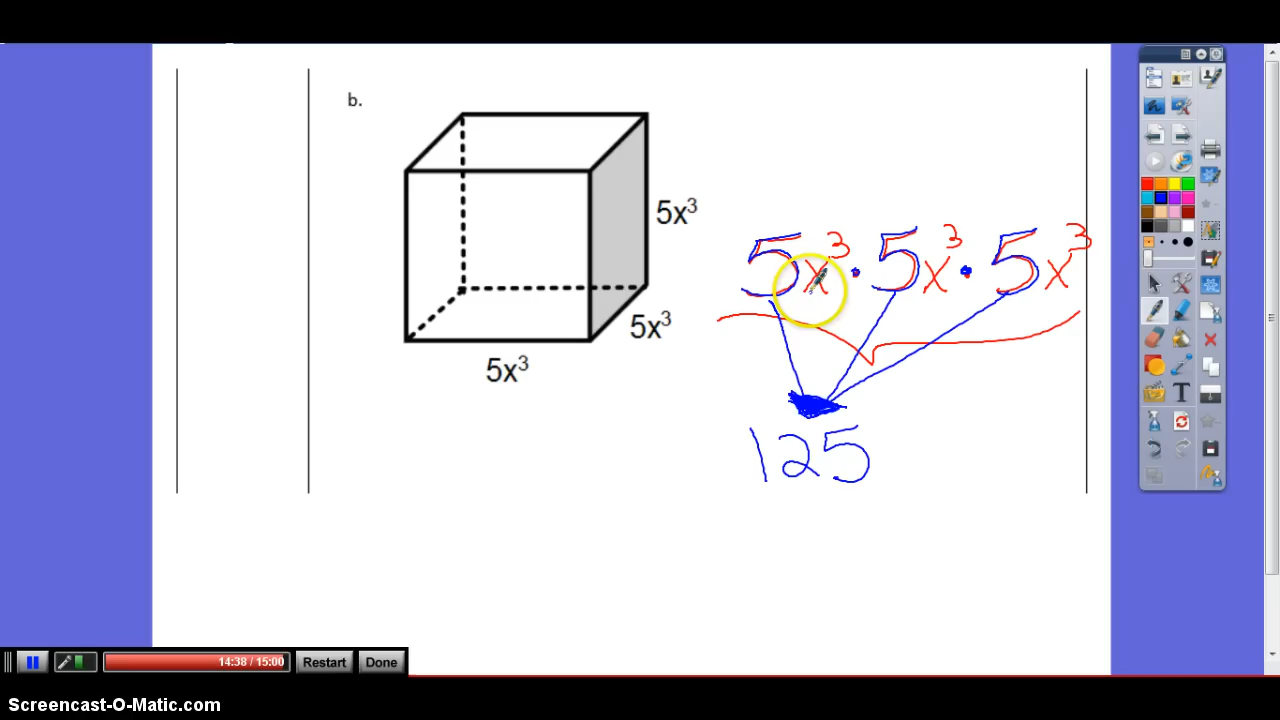 b.
5x³
5x³ · 5x³ · 5x³
5x³
5x³
125
14:38 / 15:00
Restart
Done
Screencast-O-Matic.com